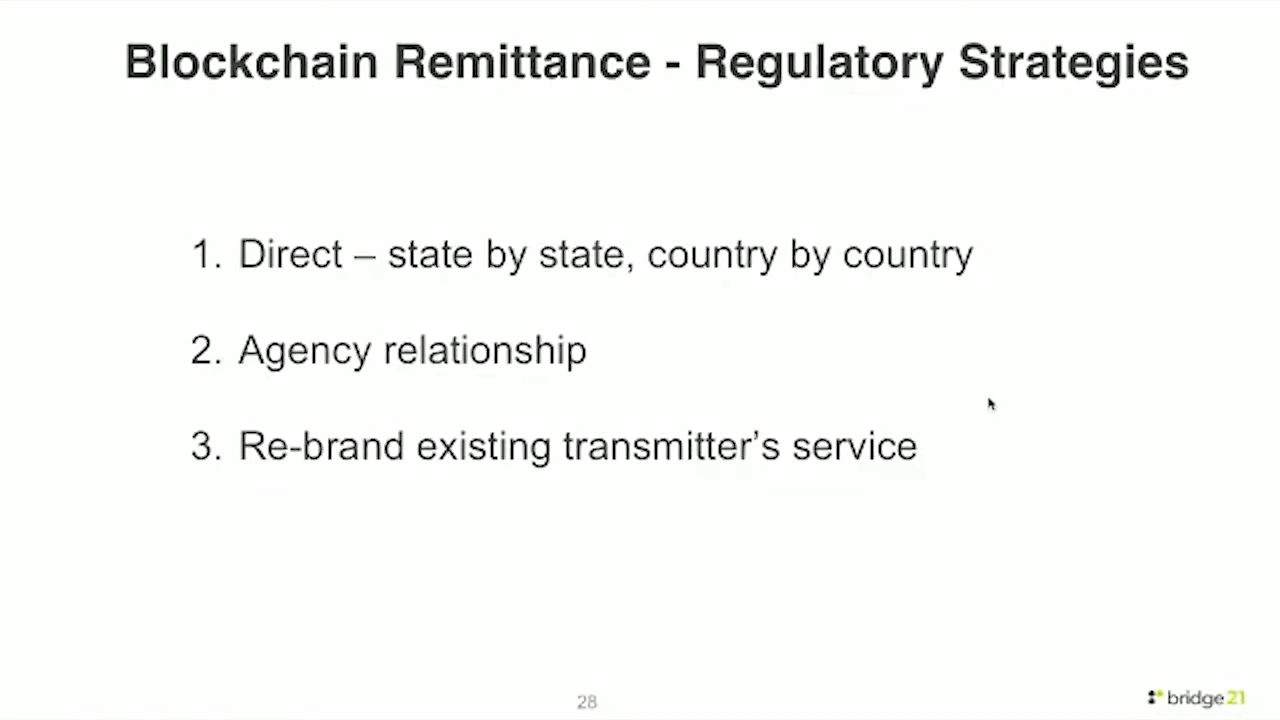 Blockchain Remittance - Regulatory Strategies
1. Direct – state by state, country by country
2. Agency relationship
3. Re-brand existing transmitter’s service
28
bridge21